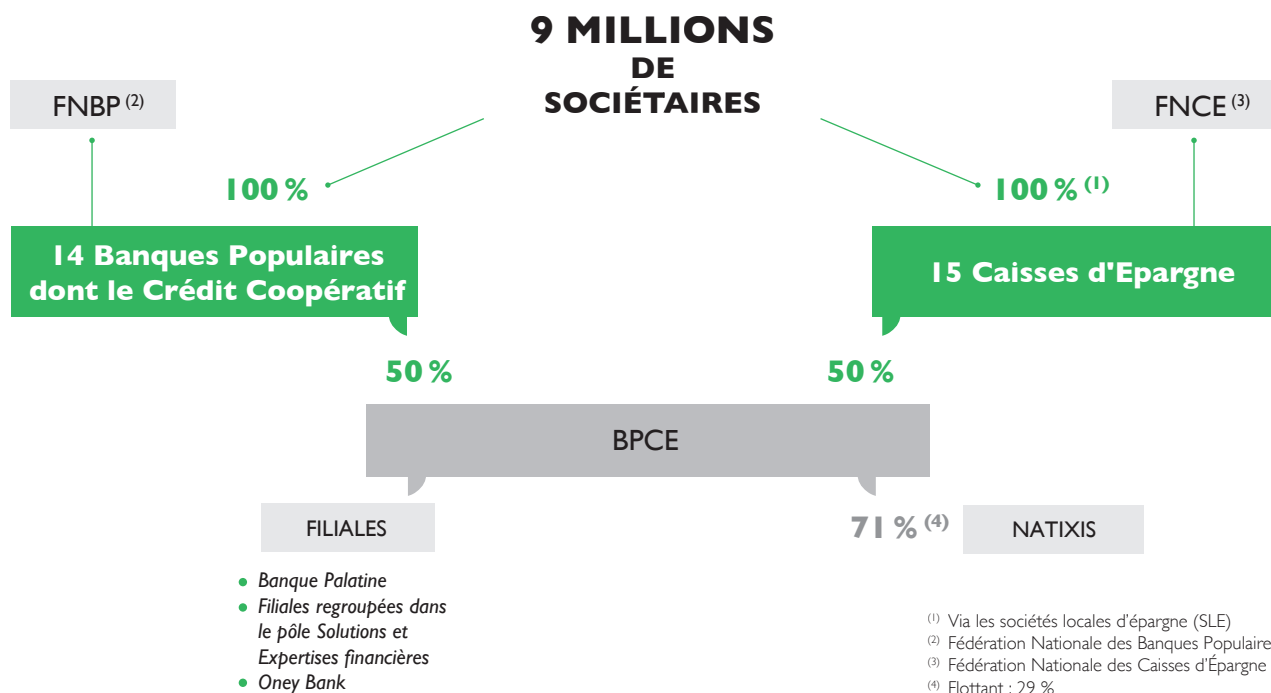 9 MILLIONS
DE
SOCIÉTAIRES
FNBP (2)
FNCE (3)
100 %
100 % (1)
14 Banques Populaires
dont le Crédit Coopératif
15 Caisses d'Epargne
50 %
50 %
BPCE
FILIALES
71 % (4)
NATIXIS
• Banque Palatine
• Filiales regroupées dans
le pôle Solutions et
Expertises financières
• Oney Bank
(1) Via les sociétés locales d'épargne (SLE)
(2) Fédération Nationale des Banques Populaire
(3) Fédération Nationale des Caisses d'Épargne
(4) Flottant : 29 %